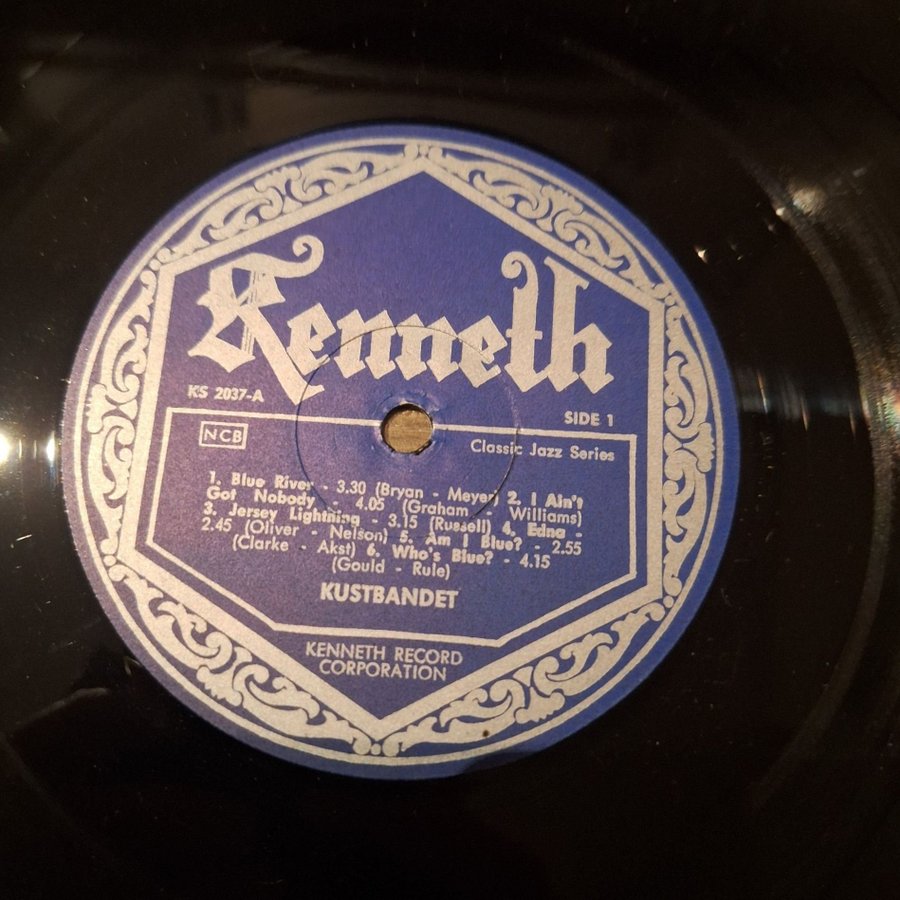 Kenneth
KS 2037-A
SIDE 1
NCB
Classic Jazz Series
1. Blue River - 3.30 (Bryan - Meyer) 2. I Ain't
Got Nobody - 4.05 (Graham - Williams)
3. Jersey Lightning - 3.15 (Russell) 4. Edna -
2.45 (Oliver - Nelson) 5. Am I Blue? - 2.55
(Clarke - Akst) 6. Who's Blue? - 4.15
(Gould - Rule)
KUSTBANDET
KENNETH RECORD
CORPORATION